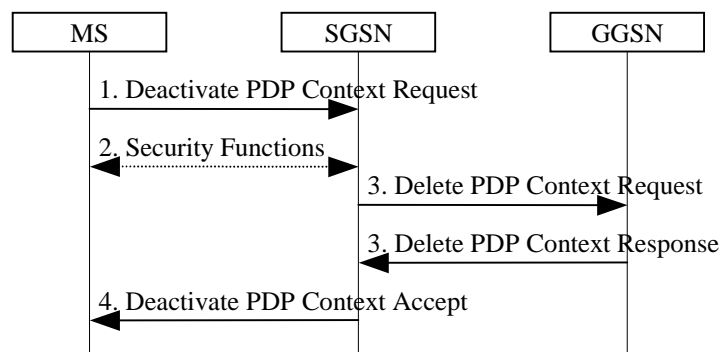 MS
SGSN
GGSN
1. Deactivate PDP Context Request
2. Security Functions
3. Delete PDP Context Request
3. Delete PDP Context Response
4. Deactivate PDP Context Accept